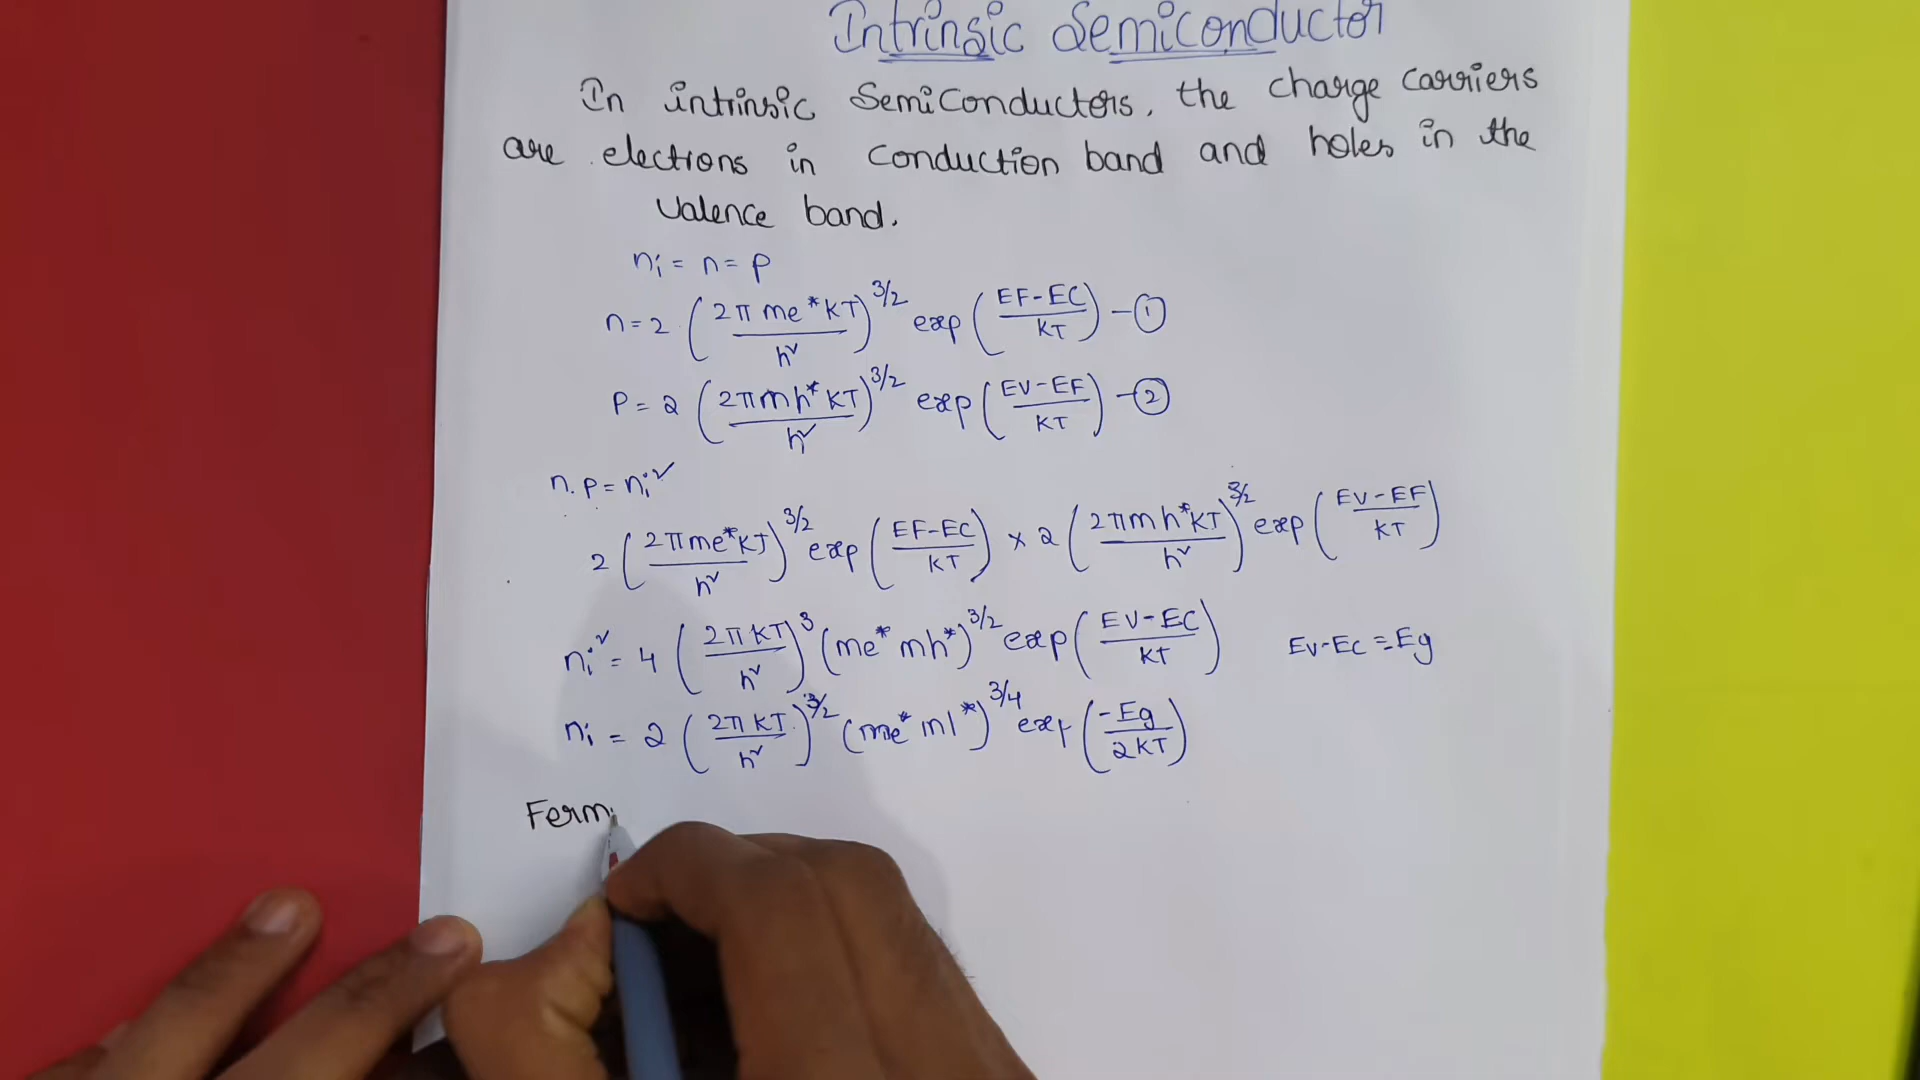 Intrinsic Semiconductor
In intrinsic Semiconductors, the charge carriers
are electrons in conduction band and holes in the
valence band.
ni = n = p
n = 2 (2π me* KT / h²)^3/2 exp (EF-EC / KT) - ①
P = 2 (2π mh* KT / h²)^3/2 exp (EV-EF / KT) - ②
n.p = ni²
2 (2π me* KT / h²)^3/2 exp (EF-EC / KT) × 2 (2π mh* KT / h²)^3/2 exp (EV-EF / KT)
ni² = 4 (2π KT / h²)^3 (me* mh*)^3/2 exp (EV-EC / KT) Ev-Ec = Eg
ni = 2 (2π KT / h²)^3/2 (me* ml*)^3/4 exp (-Eg / 2KT)
Fermi